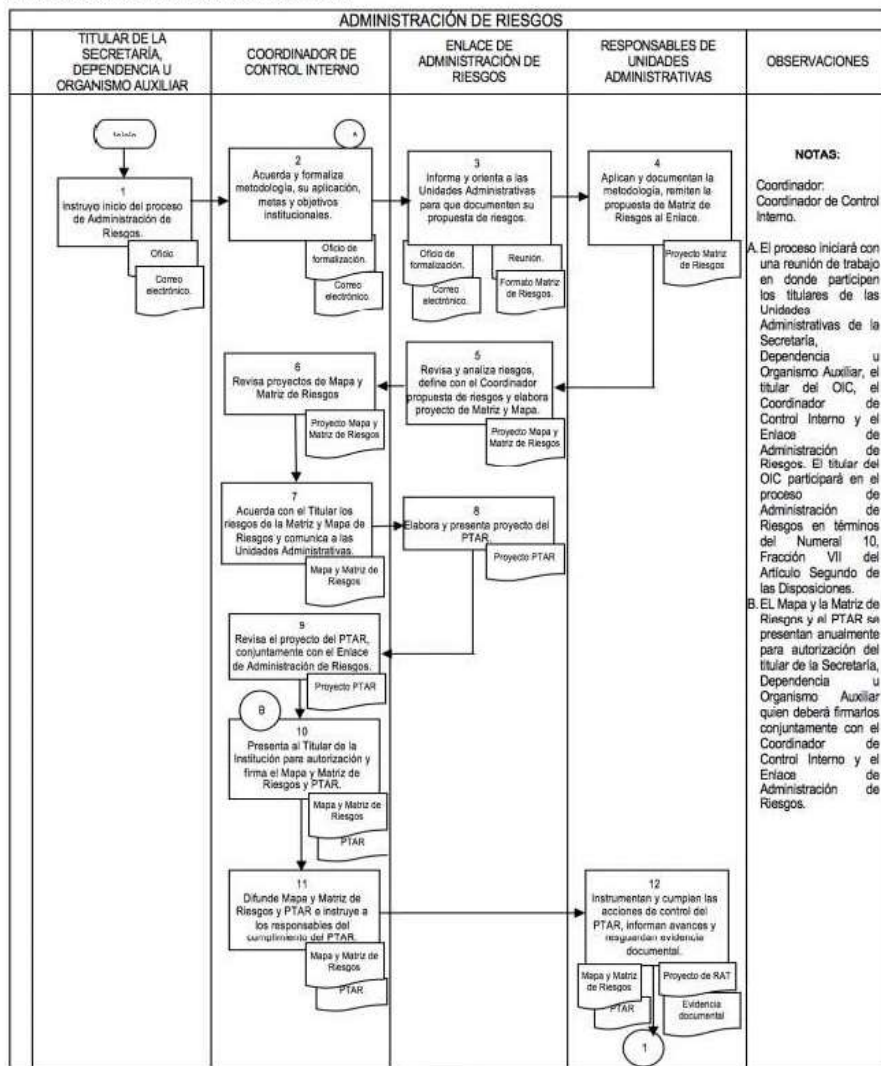 ADMINISTRACIÓN DE RIESGOS
TITULAR DE LA
SECRETARÍA,
DEPENDENCIA U
ORGANISMO AUXILIAR
COORDINADOR DE
CONTROL INTERNO
ENLACE DE
ADMINISTRACIÓN DE
RIESGOS
RESPONSABLES DE
UNIDADES
ADMINISTRATIVAS
OBSERVACIONES
Inicio
1
Instruye inicio del proceso
de Administración de
Riesgos.
Oficio
Correo
electrónico.
A
2
Acuerda y formaliza
metodología, su aplicación,
metas y objetivos
institucionales.
Oficio de
formalización.
Correo
electrónico.
3
Informa y orienta a las
Unidades Administrativas
para que documenten su
propuesta de riesgos.
Oficio de
formalización.
Correo
electrónico.
Reunión.
Formato Matriz
de Riesgos.
4
Aplican y documentan la
metodología, remiten la
propuesta de Matriz de
Riesgos al Enlace.
Proyecto Matriz
de Riesgos
5
Revisa y analiza riesgos,
define con el Coordinador
propuesta de riesgos y elabora
proyecto de Matriz y Mapa.
Proyecto Mapa y
Matriz de Riesgos
6
Revisa proyectos de Mapa y
Matriz de Riesgos
Proyecto Mapa y
Matriz de Riesgos
7
Acuerda con el Titular los
riesgos de la Matriz y Mapa de
Riesgos y comunica a las
Unidades Administrativas.
Mapa y Matriz de
Riesgos
8
Elabora y presenta proyecto del
PTAR.
Proyecto PTAR
9
Revisa el proyecto del PTAR,
conjuntamente con el Enlace
de Administración de Riesgos.
Proyecto PTAR
B
10
Presenta al Titular de la
Institución para autorización y
firma el Mapa y Matriz de
Riesgos y PTAR.
Mapa y Matriz de
Riesgos
PTAR
11
Difunde Mapa y Matriz de
Riesgos y PTAR e instruye a
los responsables del
cumplimiento del PTAR.
Mapa y Matriz de
Riesgos
PTAR
12
Instrumentan y cumplen las
acciones de control del
PTAR, informan avances y
resguardan evidencia
documental.
Mapa y Matriz
de Riesgos
PTAR
Proyecto de RAT
Evidencia
documental
1
NOTAS:
Coordinador:
Coordinador de Control
Interno.
A. El proceso iniciará con
una reunión de trabajo
en donde participen
los titulares de las
Unidades
Administrativas de la
Secretaría,
Dependencia u
Organismo Auxiliar, el
titular del OIC, el
Coordinador de
Control Interno y el
Enlace de
Administración de
Riesgos. El titular del
OIC participará en el
proceso de
Administración de
Riesgos en términos
del Numeral 10,
Fracción VII del
Artículo Segundo de
las Disposiciones.
B. EL Mapa y la Matriz de
Riesgos y el PTAR se
presentan anualmente
para autorización del
titular de la Secretaría,
Dependencia u
Organismo Auxiliar
quien deberá firmarlos
conjuntamente con el
Coordinador de
Control Interno y el
Enlace de
Administración de
Riesgos.